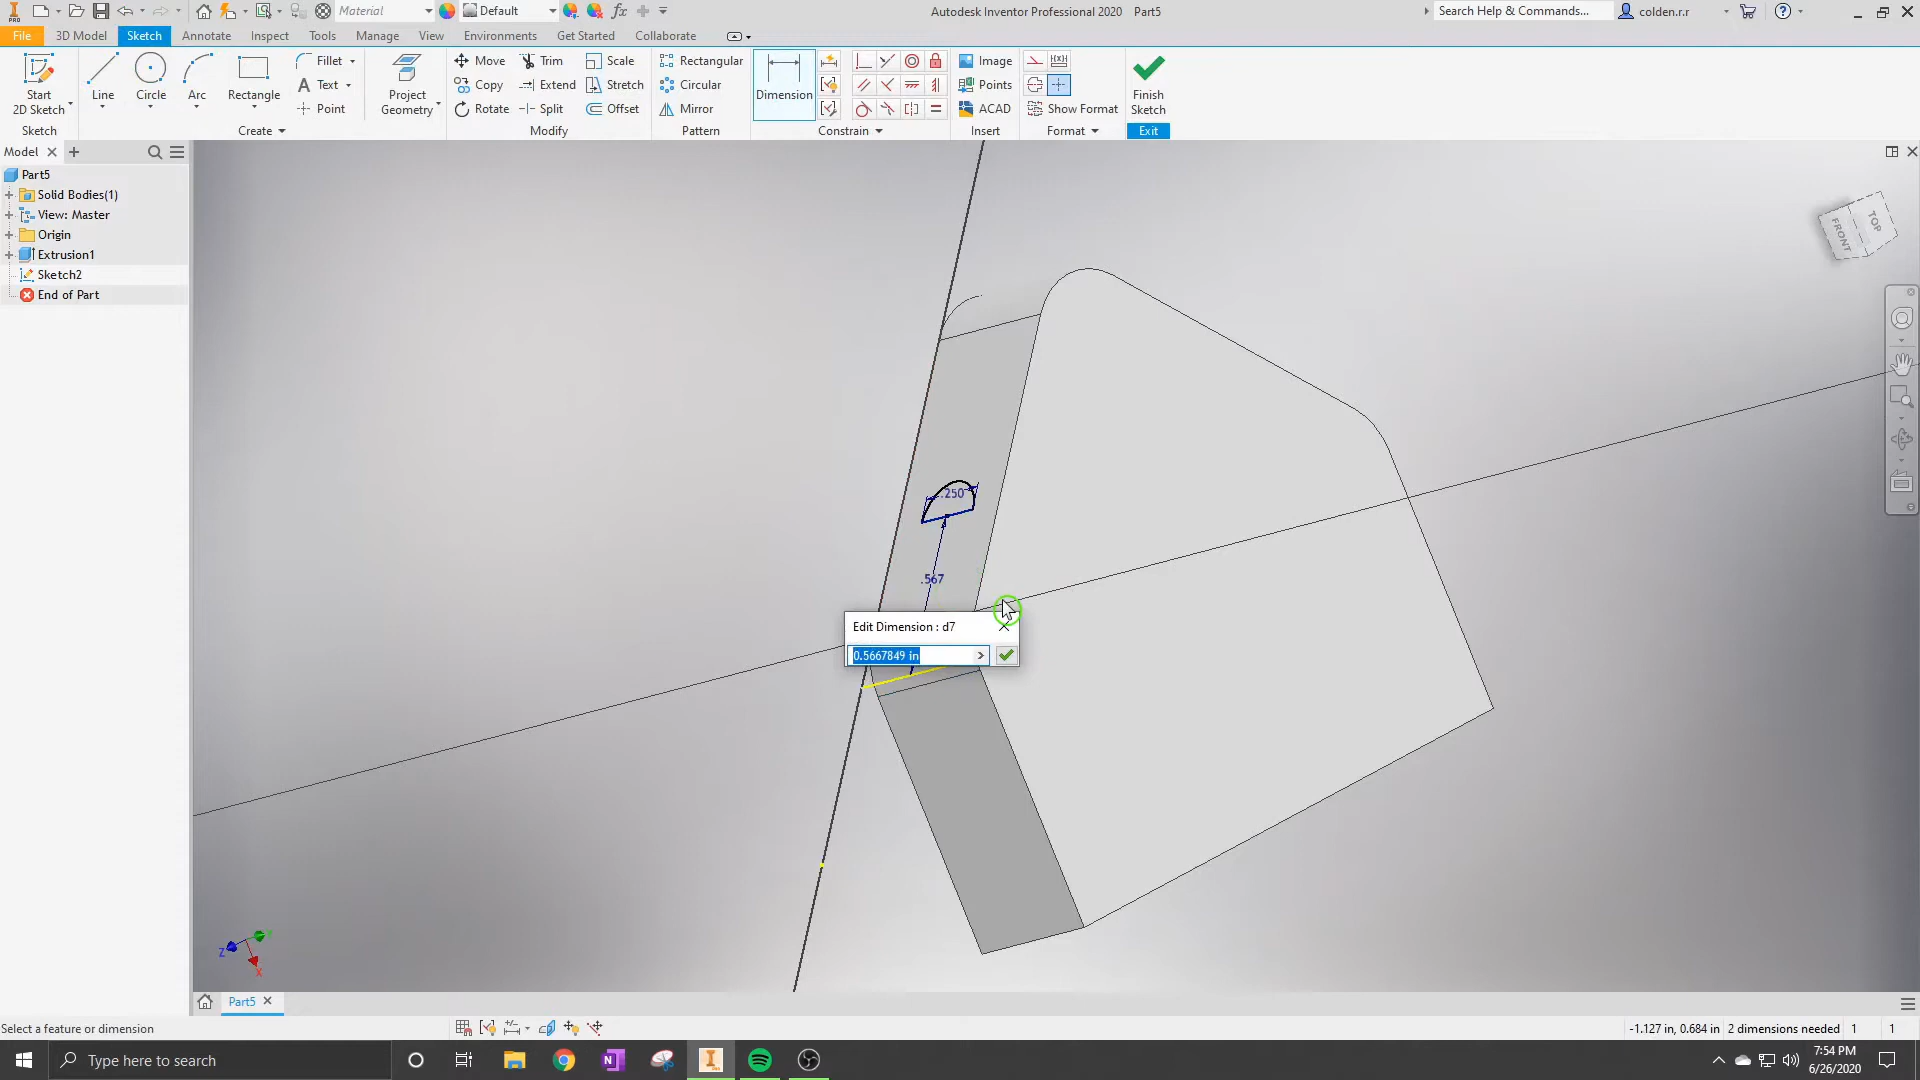 Material
Default
Autodesk Inventor Professional 2020 Part5
Search Help & Commands...
colden.r.r
File 3D Model Sketch Annotate Inspect Tools Manage View Environments Get Started Collaborate
Start 2D Sketch
Line
Circle
Arc
Rectangle
Fillet
Text
Point
Project Geometry
Move
Copy
Rotate
Trim
Extend
Split
Scale
Stretch
Offset
Rectangular
Circular
Mirror
Dimension
Image
Points
ACAD
Show Format
Finish Sketch
Sketch Create Modify Pattern Constrain Insert Format Exit
Model
Part5
Solid Bodies(1)
View: Master
Origin
Extrusion1
Sketch2
End of Part
FRONT
TOP
.250
.567
Edit Dimension : d7
0.5667849 in
Z
Y
X
Part5
Select a feature or dimension
-1.127 in, 0.684 in 2 dimensions needed 1 1
Type here to search
7:54 PM
6/26/2020